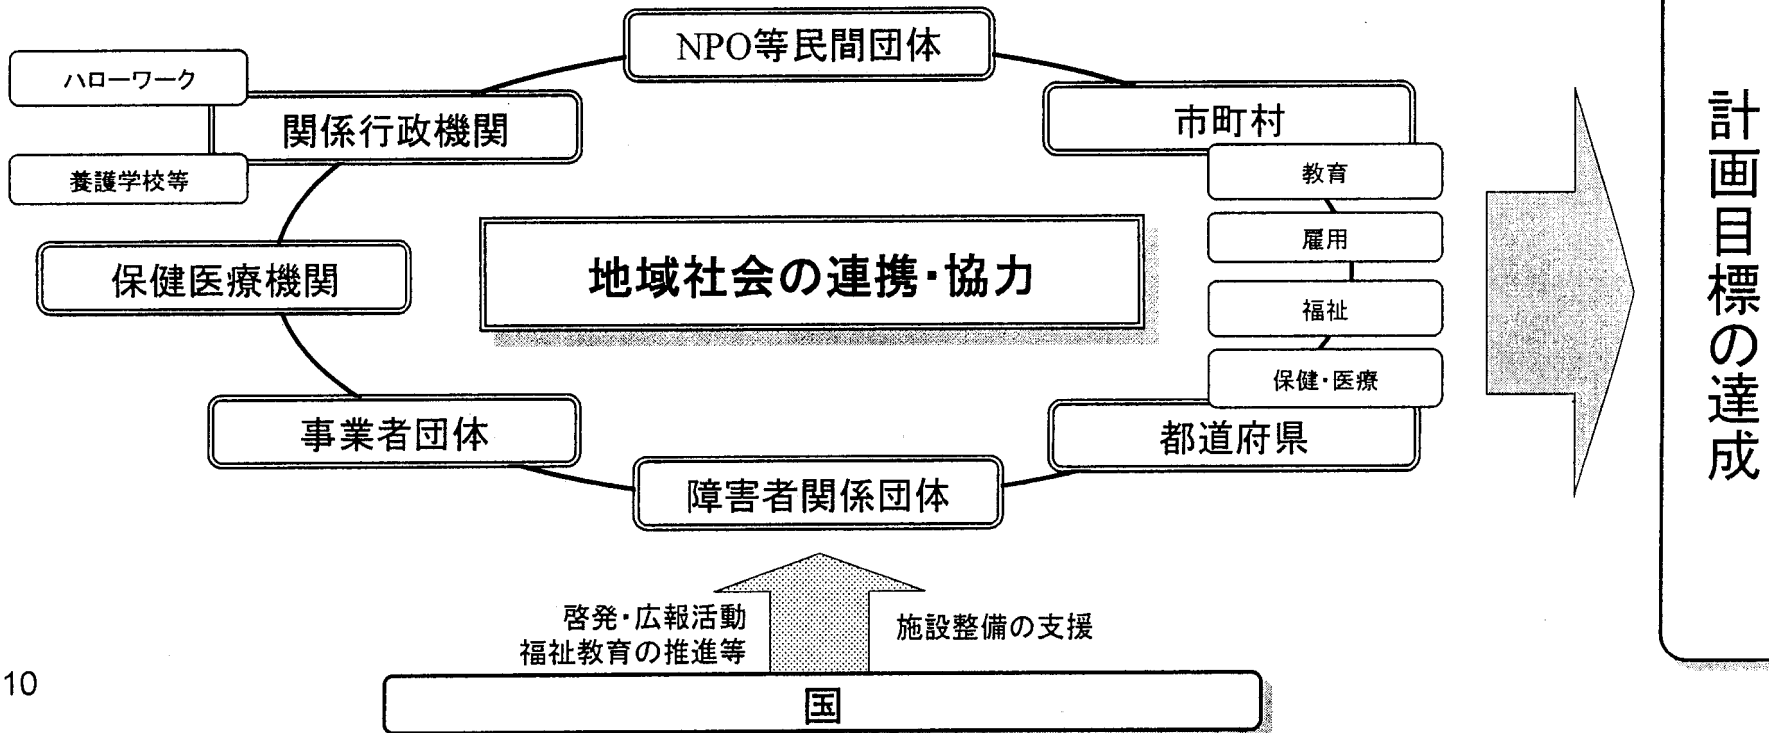 NPO等民間団体
ハローワーク
関係行政機関
養護学校等
市町村
教育
雇用
福祉
保健・医療
保健医療機関
地域社会の連携・協力
事業者団体
都道府県
障害者関係団体
計画目標の達成
啓発・広報活動
福祉教育の推進等
施設整備の支援
国
10